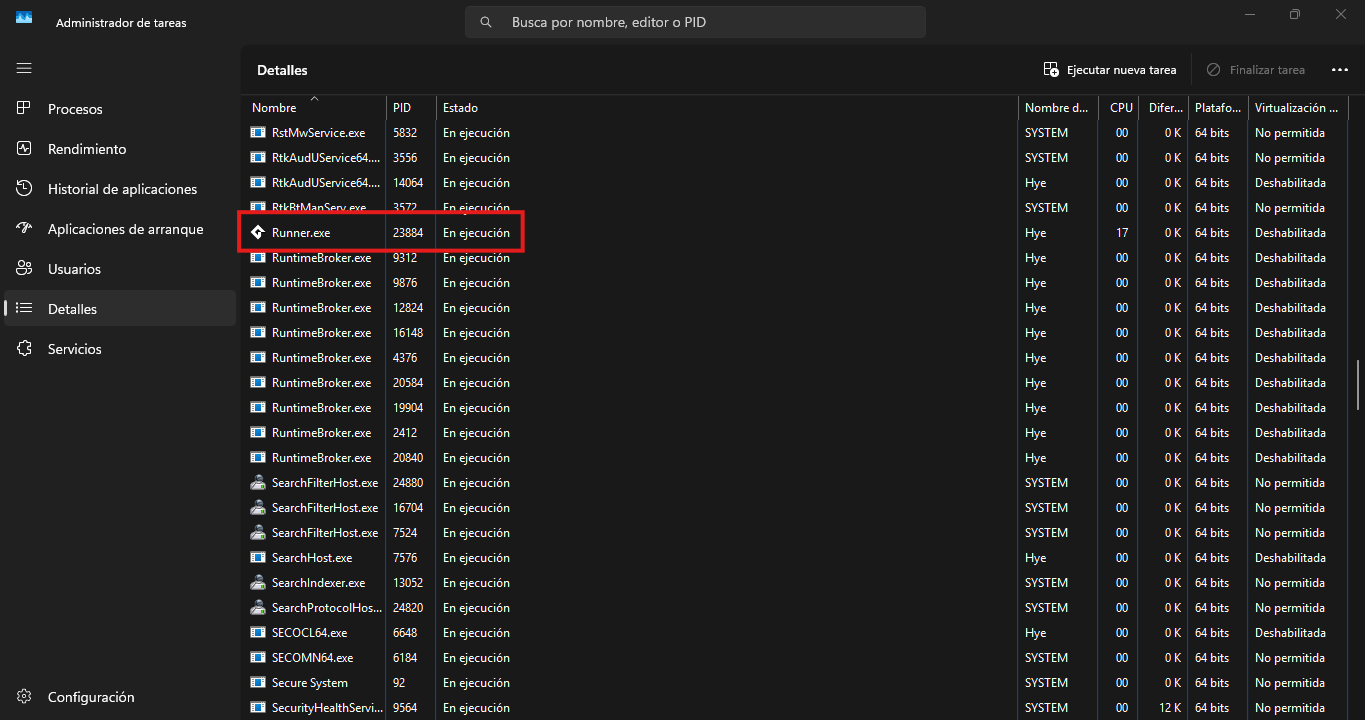 Administrador de tareas
Busca por nombre, editor o PID
Detalles
Ejecutar nueva tarea
Finalizar tarea
Procesos
Rendimiento
Historial de aplicaciones
Aplicaciones de arranque
Usuarios
Detalles
Servicios
Configuración
Nombre PID Estado Nombre d... CPU Difer... Platafo... Virtualización ...
RstMwService.exe 5832 En ejecución SYSTEM 00 0 K 64 bits No permitida
RtkAudUService64.... 3556 En ejecución SYSTEM 00 0 K 64 bits No permitida
RtkAudUService64.... 14064 En ejecución Hye 00 0 K 64 bits Deshabilitada
RtkBtManServ.exe 3572 En ejecución SYSTEM 00 0 K 64 bits No permitida
Runner.exe 23884 En ejecución Hye 17 0 K 64 bits Deshabilitada
RuntimeBroker.exe 9312 En ejecución Hye 00 0 K 64 bits Deshabilitada
RuntimeBroker.exe 9876 En ejecución Hye 00 0 K 64 bits Deshabilitada
RuntimeBroker.exe 12824 En ejecución Hye 00 0 K 64 bits Deshabilitada
RuntimeBroker.exe 16148 En ejecución Hye 00 0 K 64 bits Deshabilitada
RuntimeBroker.exe 4376 En ejecución Hye 00 0 K 64 bits Deshabilitada
RuntimeBroker.exe 20584 En ejecución Hye 00 0 K 64 bits Deshabilitada
RuntimeBroker.exe 19904 En ejecución Hye 00 0 K 64 bits Deshabilitada
RuntimeBroker.exe 2412 En ejecución Hye 00 0 K 64 bits Deshabilitada
RuntimeBroker.exe 20840 En ejecución Hye 00 0 K 64 bits Deshabilitada
SearchFilterHost.exe 24880 En ejecución SYSTEM 00 0 K 64 bits No permitida
SearchFilterHost.exe 16704 En ejecución SYSTEM 00 0 K 64 bits No permitida
SearchFilterHost.exe 7524 En ejecución SYSTEM 00 0 K 64 bits No permitida
SearchHost.exe 7576 En ejecución Hye 00 0 K 64 bits Deshabilitada
SearchIndexer.exe 13052 En ejecución SYSTEM 00 0 K 64 bits No permitida
SearchProtocolHos... 24820 En ejecución SYSTEM 00 0 K 64 bits No permitida
SECOCL64.exe 6648 En ejecución Hye 00 0 K 64 bits Deshabilitada
SECOMN64.exe 6184 En ejecución SYSTEM 00 0 K 64 bits No permitida
Secure System 92 En ejecución SYSTEM 00 0 K 64 bits No permitida
SecurityHealthServi... 9564 En ejecución SYSTEM 00 12 K 64 bits No permitida